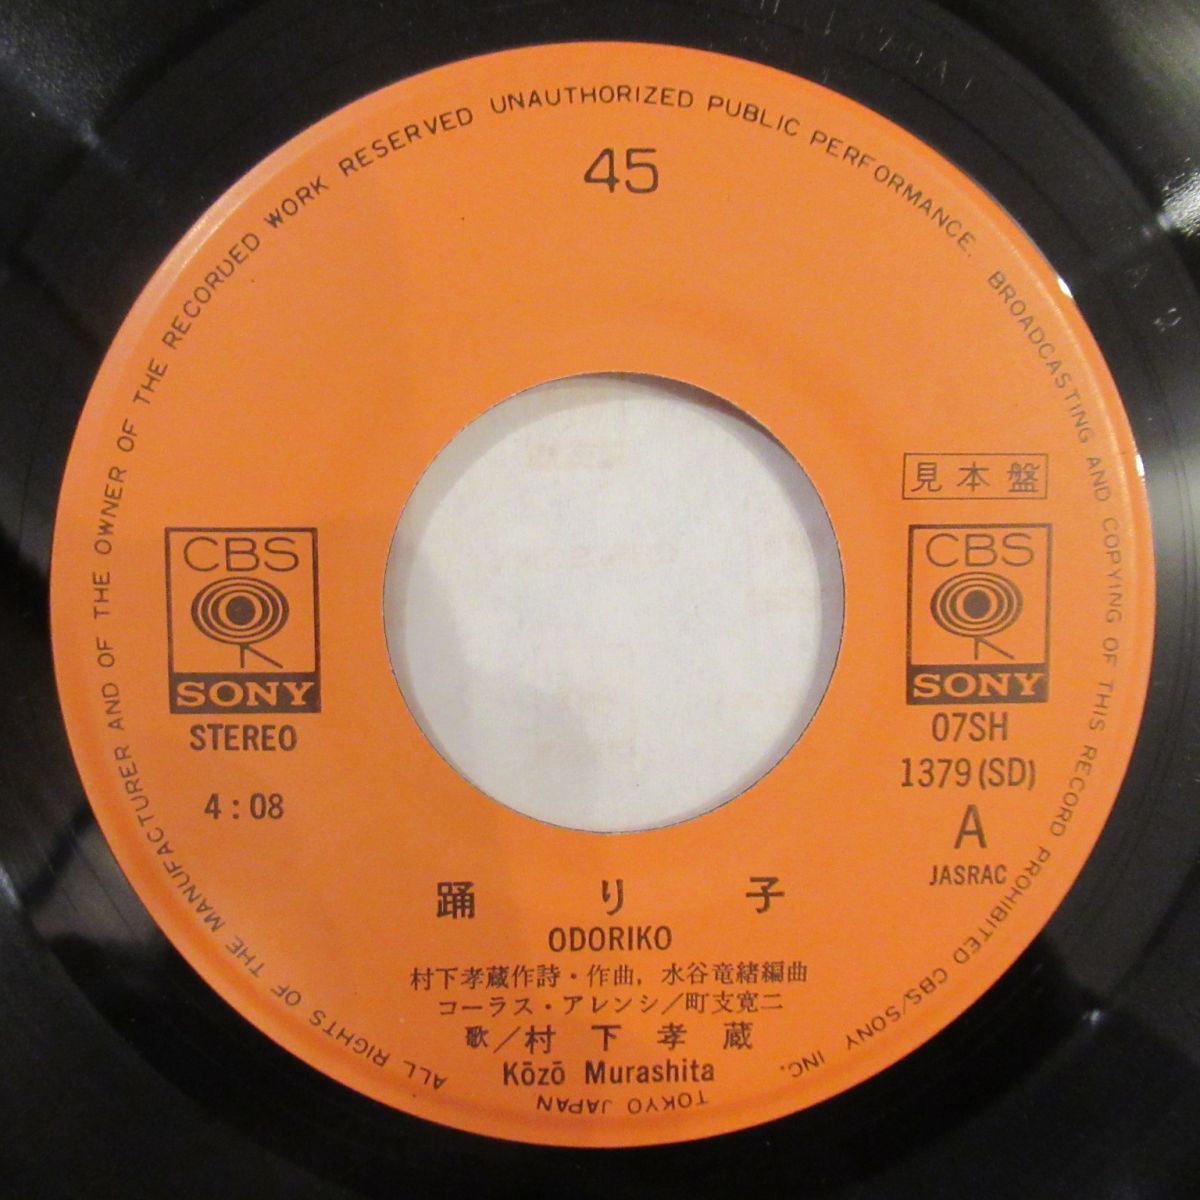 ALL RIGHTS OF THE MANUFACTURER AND OF THE OWNER OF THE RECORDED WORK RESERVED UNAUTHORIZED PUBLIC PERFORMANCE. BROADCASTING AND COPYING OF THIS RECORD PROHIBITED CBS/SONY INC.
TOKYO JAPAN
45
見本盤
CBS
SONY
STEREO
4:08
CBS
SONY
07SH
1379(SD)
A
JASRAC
踊り子
ODORIKO
村下孝蔵作詩・作曲, 水谷竜緒編曲
コーラス・アレンジ/町支寛二
歌/村下孝蔵
Kōzō Murashita